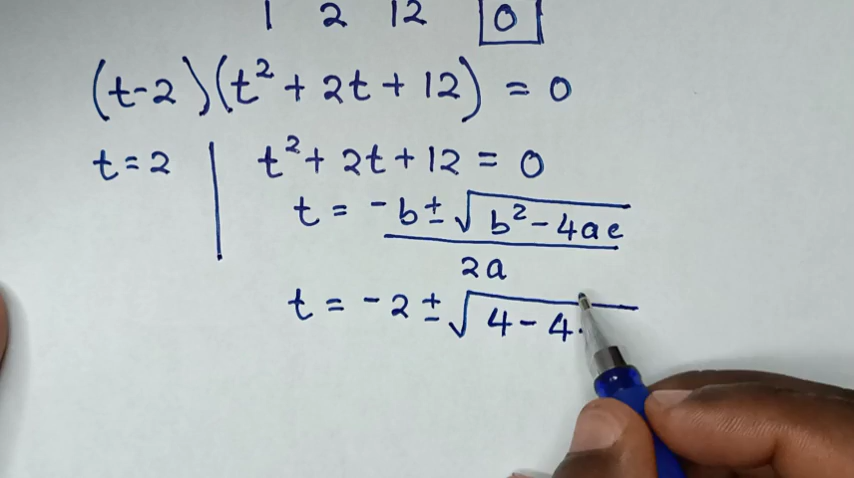 1 2 12 0
(t-2)(t² + 2t + 12) = 0
t = 2 | t² + 2t + 12 = 0
t = -b ± √b² - 4ac
2a
t = -2 ± √4 - 4.